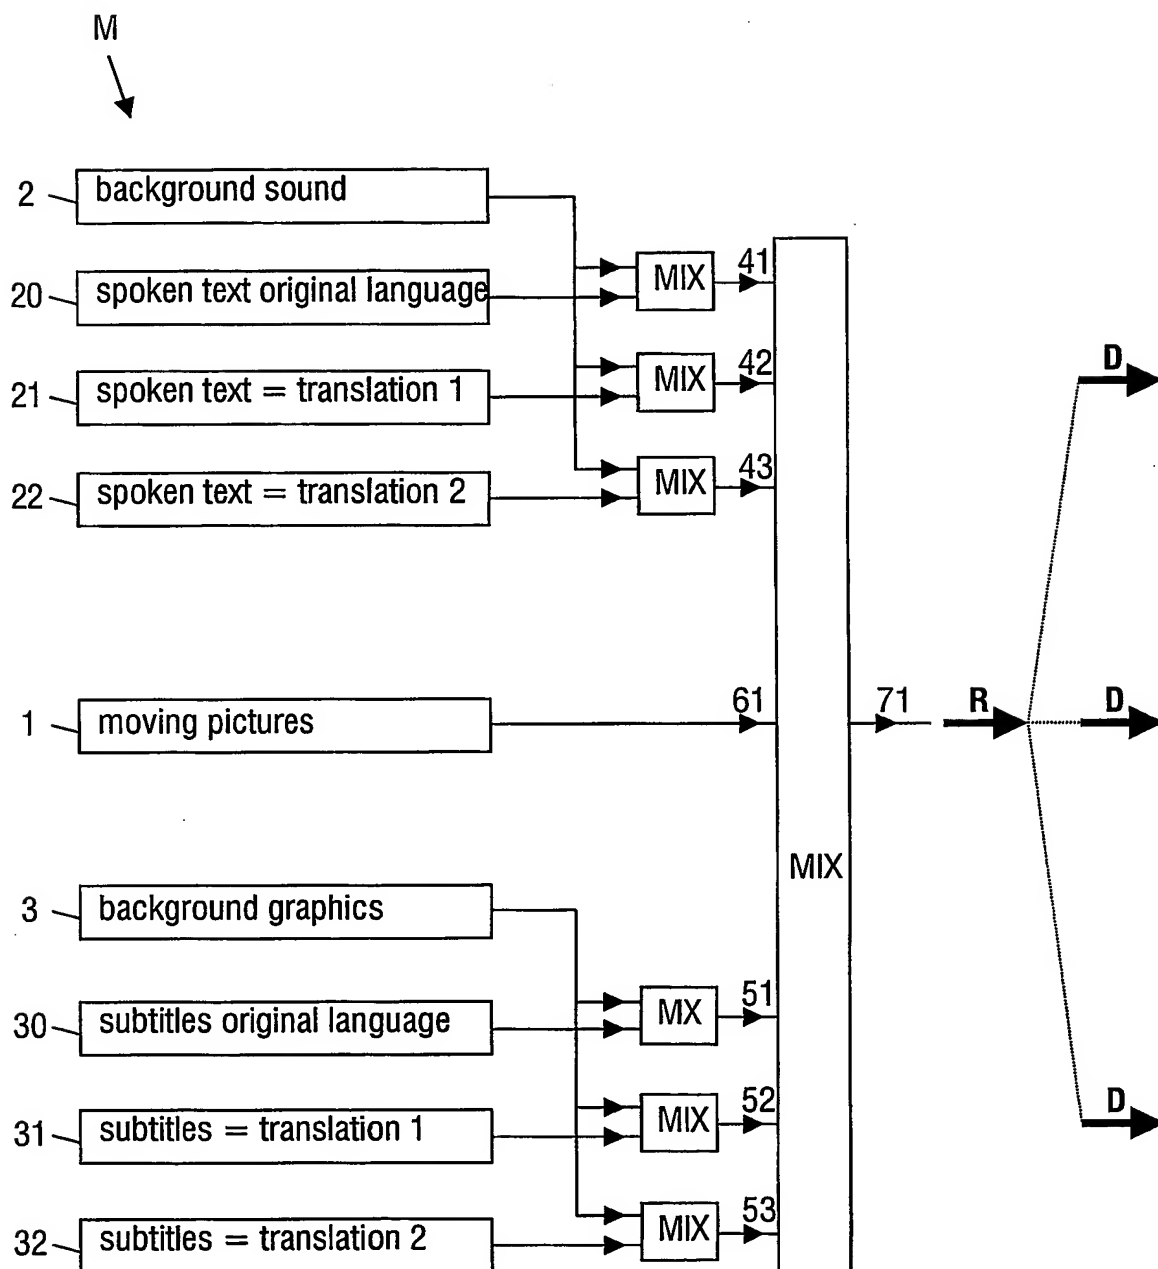 M
2 background sound
MIX 41
20 spoken text original language
D
MIX 42
21 spoken text = translation 1
MIX 43
22 spoken text = translation 2
1 moving pictures 61 71 R D
MIX
3 background graphics
MX 51
30 subtitles original language
MIX 52 D
31 subtitles = translation 1
MIX 53
32 subtitles = translation 2